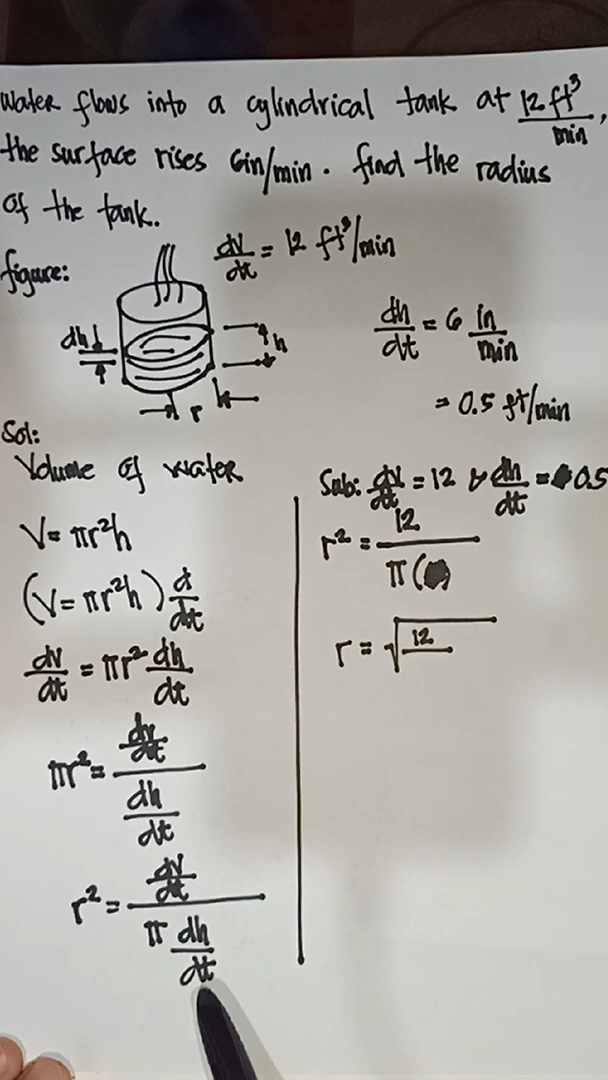 Water flows into a cylindrical tank at 12 ft³/min,
the surface rises 6in/min. find the radius
of the tank.
figure:
dv/dt = 12 ft³/min
dh
h
r
dh/dt = 6 in/min
= 0.5 ft/min
Sol:
Volume of water
V = πr²h
(V = πr²h) d/dt
dv/dt = πr² dh/dt
πr² = dv/dt / dh/dt
r² = dv/dt / π dh/dt
Sub: dv/dt = 12 & dh/dt = 0.5
r² = 12 / π(
r = √12